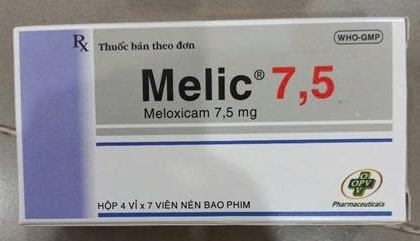 Rx Thuốc bán theo đơn
WHO-GMP
Melic® 7,5
Meloxicam 7,5 mg
HỘP 4 VỈ x 7 VIÊN NÉN BAO PHIM
OPV
Pharmaceuticals